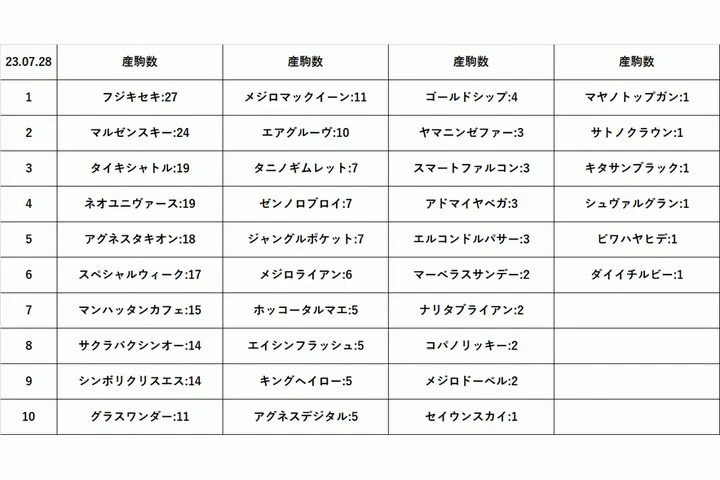 23.07.28 産駒数 産駒数 産駒数 産駒数
1 フジキセキ:27 メジロマックイーン:11 ゴールドシップ:4 マヤノトップガン:1
2 マルゼンスキー:24 エアグルーヴ:10 ヤマニンゼファー:3 サトノクラウン:1
3 タイキシャトル:19 タニノギムレット:7 スマートファルコン:3 キタサンブラック:1
4 ネオユニヴァース:19 ゼンノロブロイ:7 アドマイヤベガ:3 シュヴァルグラン:1
5 アグネスタキオン:18 ジャングルポケット:7 エルコンドルパサー:3 ビワハヤヒデ:1
6 スペシャルウィーク:17 メジロライアン:6 マーベラスサンデー:2 ダイイチルビー:1
7 マンハッタンカフェ:15 ホッコータルマエ:5 ナリタブライアン:2
8 サクラバクシンオー:14 エイシンフラッシュ:5 コパノリッキー:2
9 シンボリクリスエス:14 キングヘイロー:5 メジロドーベル:2
10 グラスワンダー:11 アグネスデジタル:5 セイウンスカイ:1